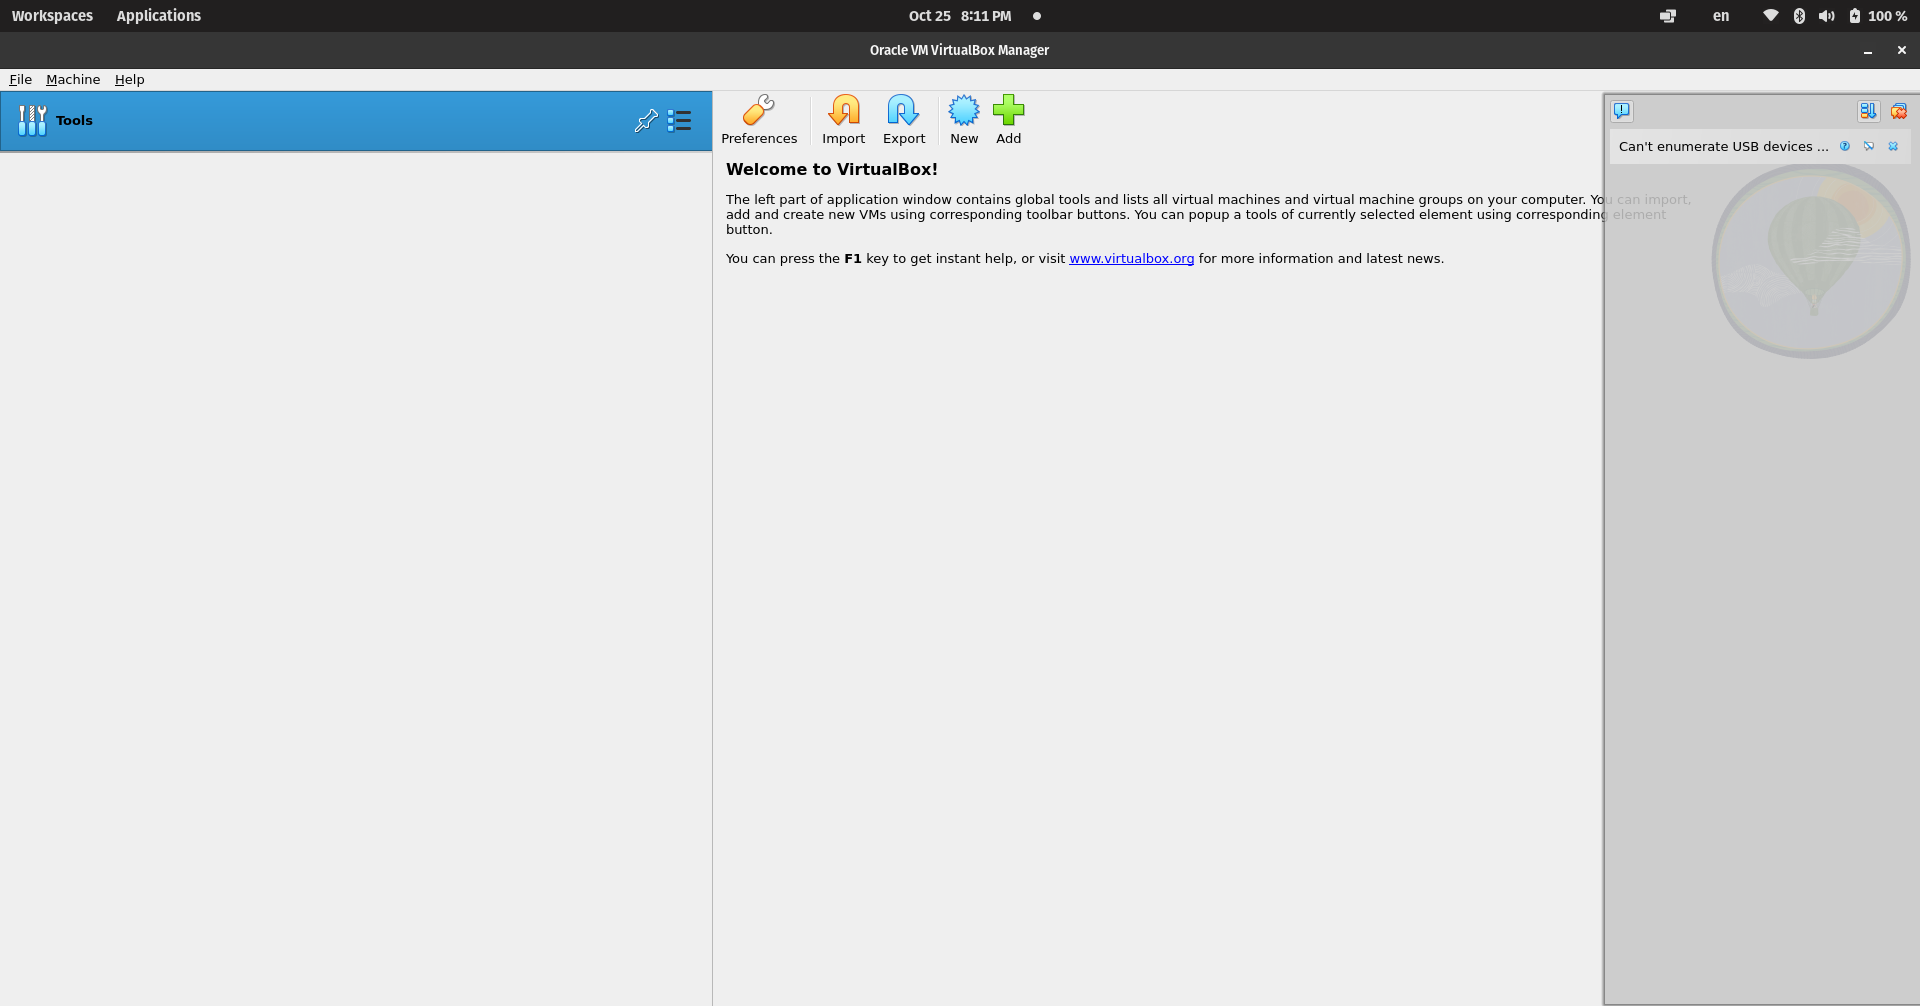 Workspaces Applications Oct 25 8:11 PM en 100 %
Oracle VM VirtualBox Manager
File Machine Help
Tools
Preferences Import Export New Add
Can't enumerate USB devices ...
Welcome to VirtualBox!
The left part of application window contains global tools and lists all virtual machines and virtual machine groups on your computer. You can import,
add and create new VMs using corresponding toolbar buttons. You can popup a tools of currently selected element using corresponding element
button.
You can press the F1 key to get instant help, or visit www.virtualbox.org for more information and latest news.